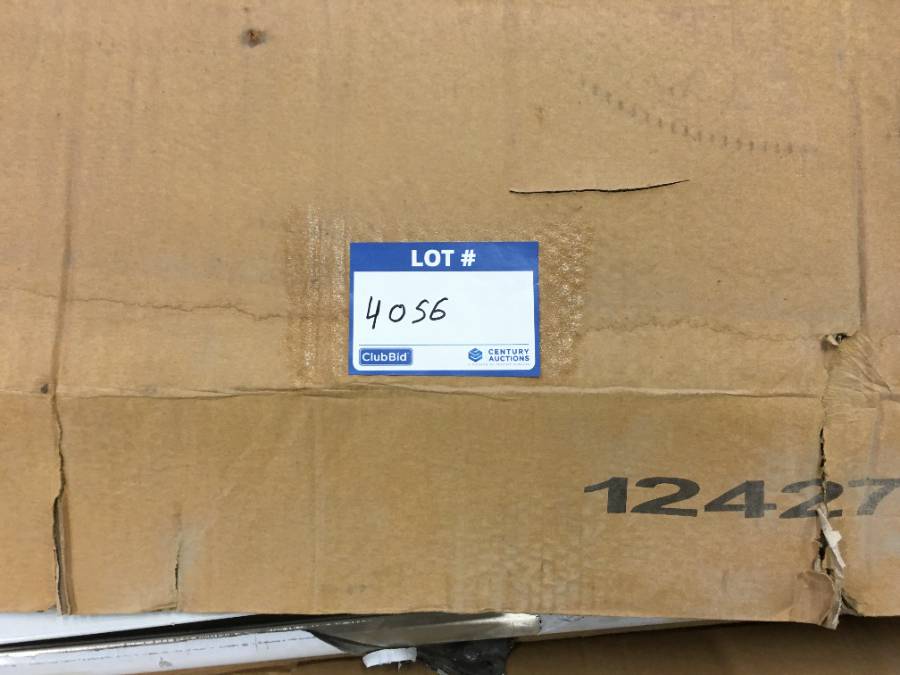 LOT #
4056
ClubBid
CENTURY
AUCTIONS
12427